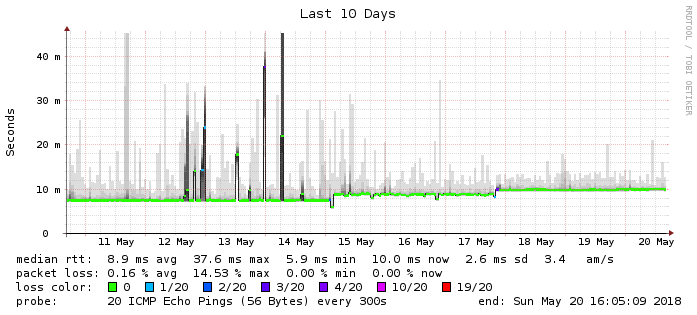 Last 10 Days
RRDTOOL / TOBI OETIKER
Seconds
40 m
30 m
20 m
10 m
0
11 May 12 May 13 May 14 May 15 May 16 May 17 May 18 May 19 May 20 May
median rtt: 8.9 ms avg 37.6 ms max 5.9 ms min 10.0 ms now 2.6 ms sd 3.4 am/s
packet loss: 0.16 % avg 14.53 % max 0.00 % min 0.00 % now
loss color: 0 1/20 2/20 3/20 4/20 10/20 19/20
probe: 20 ICMP Echo Pings (56 Bytes) every 300s end: Sun May 20 16:05:09 2018